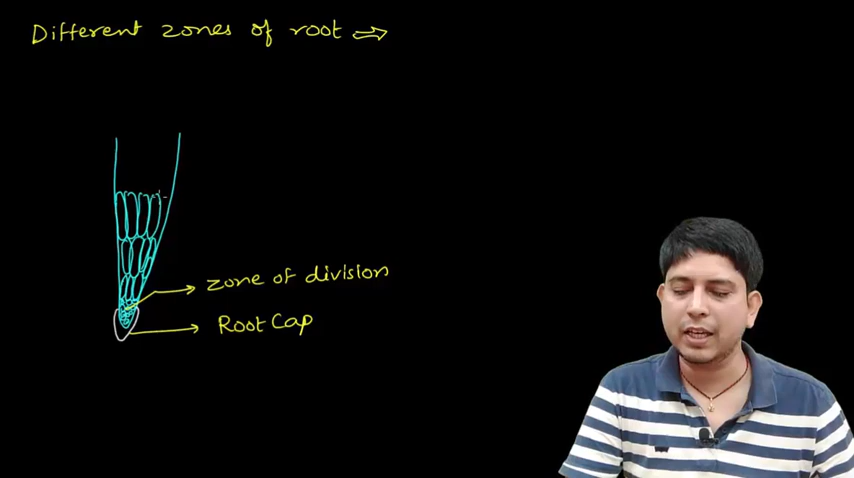 Different zones of root ⇒
zone of division
Root Cap